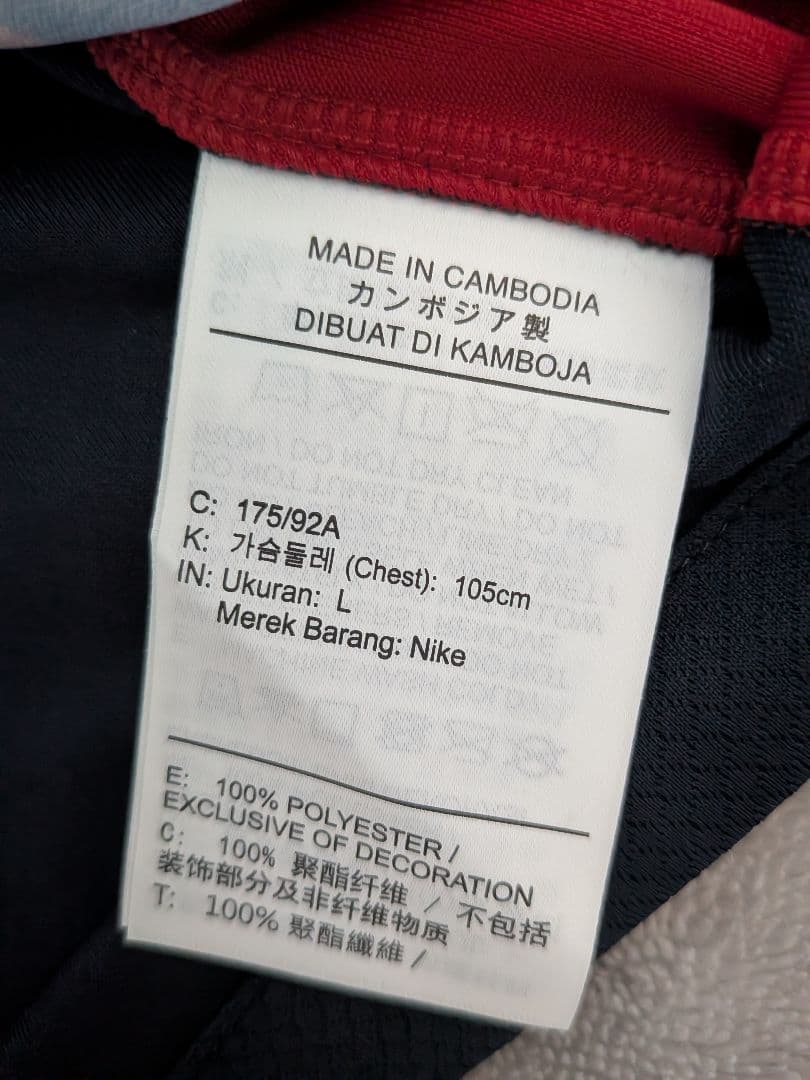 MADE IN CAMBODIA
カンボジア製
DIBUAT DI KAMBOJA
C: 175/92A
K: 가슴둘레 (Chest): 105cm
IN: Ukuran: L
Merek Barang: Nike
E: 100% POLYESTER /
EXCLUSIVE OF DECORATION
C: 100% 聚酯纤维 / 不包括
装饰部分及非纤维物质
T: 100% 聚酯纖維 /